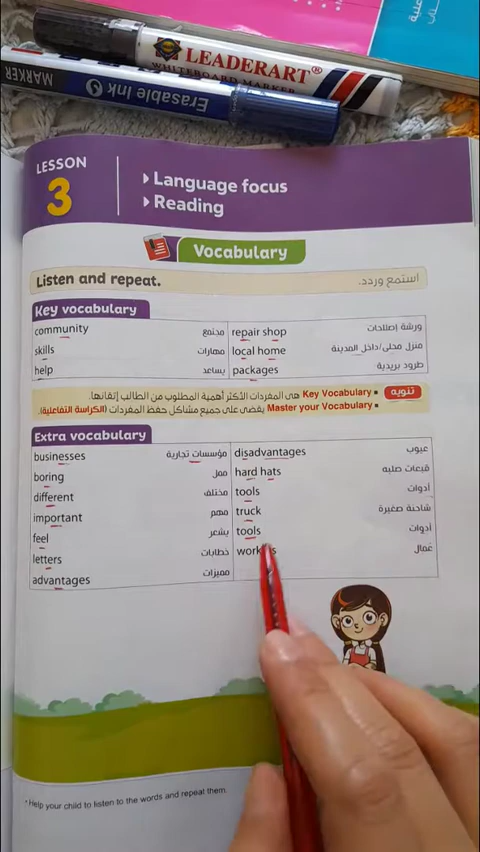 LEADERART®
WHITEBOARD MARKER
MARKER
Erasable Ink
LESSON
3
Language focus
Reading
Vocabulary
Listen and repeat.
استمع وردد.
Key vocabulary
community مجتمع repair shop ورشة إصلاحات
skills مهارات local home منزل محلى/داخل المدينة
help يساعد packages طرود بريدية
تنويه
Key Vocabulary هى المفردات الأكثر أهمية المطلوب من الطالب إتقانها.
Master your Vocabulary يقضى على جميع مشاكل حفظ المفردات (الكراسة التفاعلية).
Extra vocabulary
businesses مؤسسات تجارية disadvantages عيوب
boring ممل hard hats قبعات صلبه
different مختلف tools أدوات
important مهم truck شاحنة صغيرة
feel يشعر tools أدوات
letters خطابات عمال
advantages مميزات
* Help your child to listen to the words and repeat them.